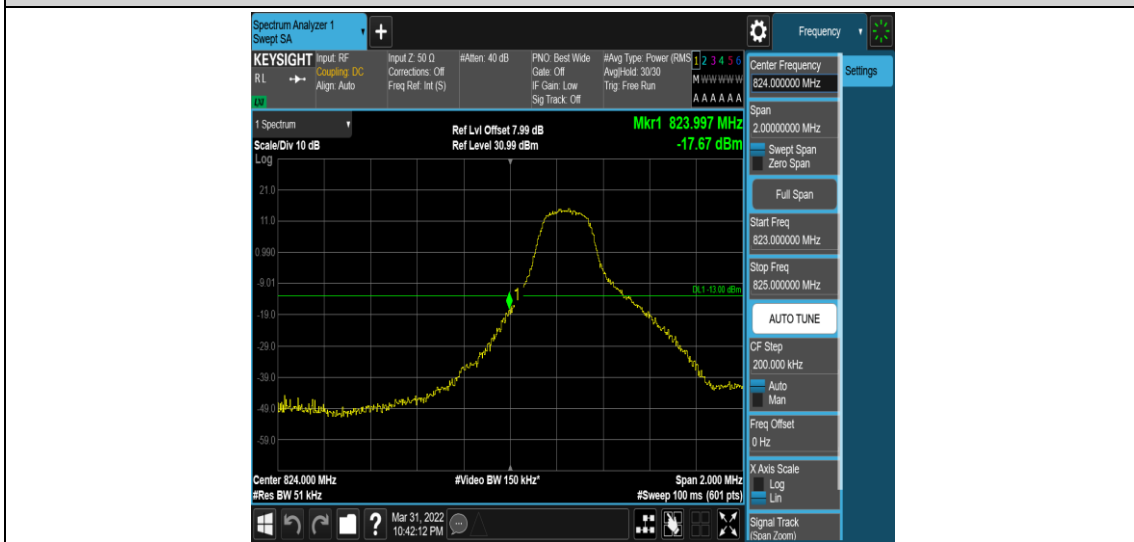 Spectrum Analyzer 1
Swept SA
+
Frequency
KEYSIGHT
RL
LXI
Input: RF
Coupling: DC
Align: Auto
Input Z: 50 Ω
Corrections: Off
Freq Ref: Int (S)
#Atten: 40 dB
PNO: Best Wide
Gate: Off
IF Gain: Low
Sig Track: Off
#Avg Type: Power (RMS
Avg|Hold: 30/30
Trig: Free Run
1 2 3 4 5 6
M W W W W W
A A A A A A
1 Spectrum
Scale/Div 10 dB
Log
Ref Lvl Offset 7.99 dB
Ref Level 30.99 dBm
Mkr1 823.997 MHz
-17.67 dBm
21.0
11.0
0.990
-9.01
-19.0
-29.0
-39.0
-49.0
-59.0
DL1 -13.00 dBm
1
Center 824.000 MHz
#Res BW 51 kHz
#Video BW 150 kHz*
Span 2.000 MHz
#Sweep 100 ms (601 pts)
?
Mar 31, 2022
10:42:12 PM
Center Frequency
824.000000 MHz
Settings
Span
2.00000000 MHz
Swept Span
Zero Span
Full Span
Start Freq
823.000000 MHz
Stop Freq
825.000000 MHz
AUTO TUNE
CF Step
200.000 kHz
Auto
Man
Freq Offset
0 Hz
X Axis Scale
Log
Lin
Signal Track
(Span Zoom)